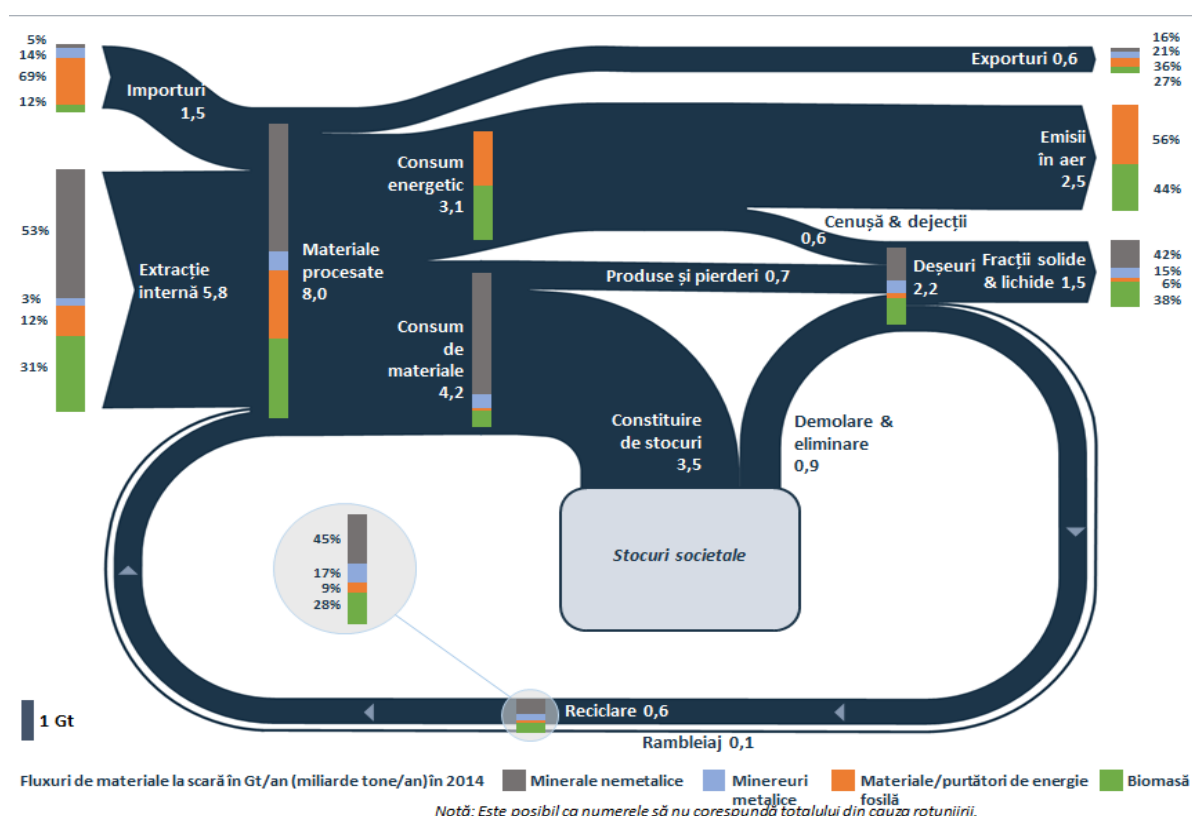 5%
14%
69%
12%
Importuri
1,5
53%
3%
12%
31%
Extracție
internă 5,8
Materiale
procesate
8,0
Consum
energetic
3,1
Consum
de
materiale
4,2
Exporturi 0,6
16%
21%
36%
27%
Emisii
în aer
2,5
56%
44%
Cenușă & dejecții
0,6
Produse și pierderi 0,7
Deșeuri
2,2
Fracții solide
& lichide 1,5
42%
15%
6%
38%
Constituire
de stocuri
3,5
Demolare &
eliminare
0,9
Stocuri societale
45%
17%
9%
28%
Reciclare 0,6
Rambleiaj 0,1
1 Gt
Fluxuri de materiale la scară în Gt/an (miliarde tone/an) în 2014
Minerale nemetalice
Minereuri
metalice
Materiale/purtători de energie
fosilă
Biomasă
Notă: Este posibil ca numerele să nu corespundă totalului din cauza rotunjirii.